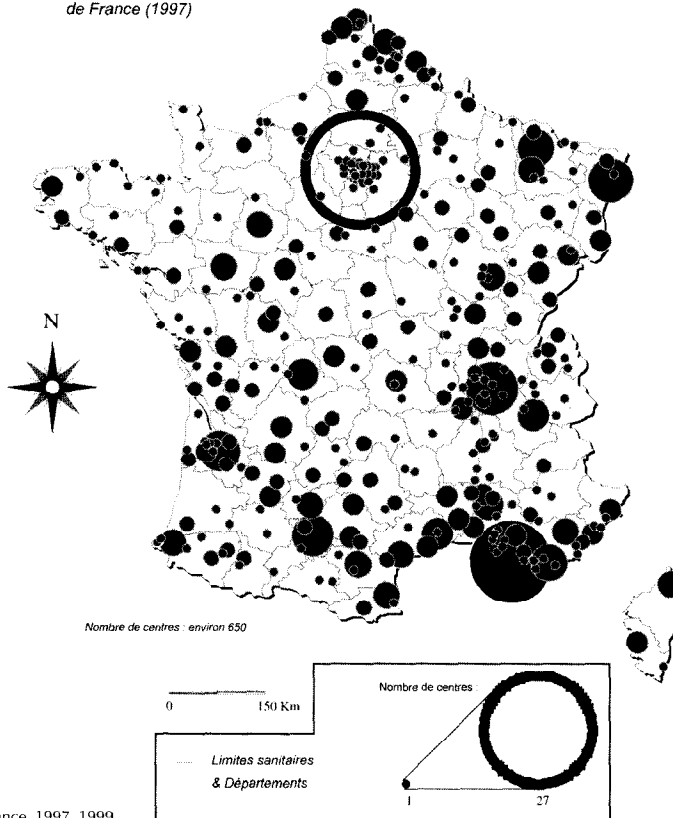 de France (1997)
N
Nombre de centres : environ 650
0 150 Km
Nombre de centres :
Limites sanitaires
& Départements
1 27
1997, 1999